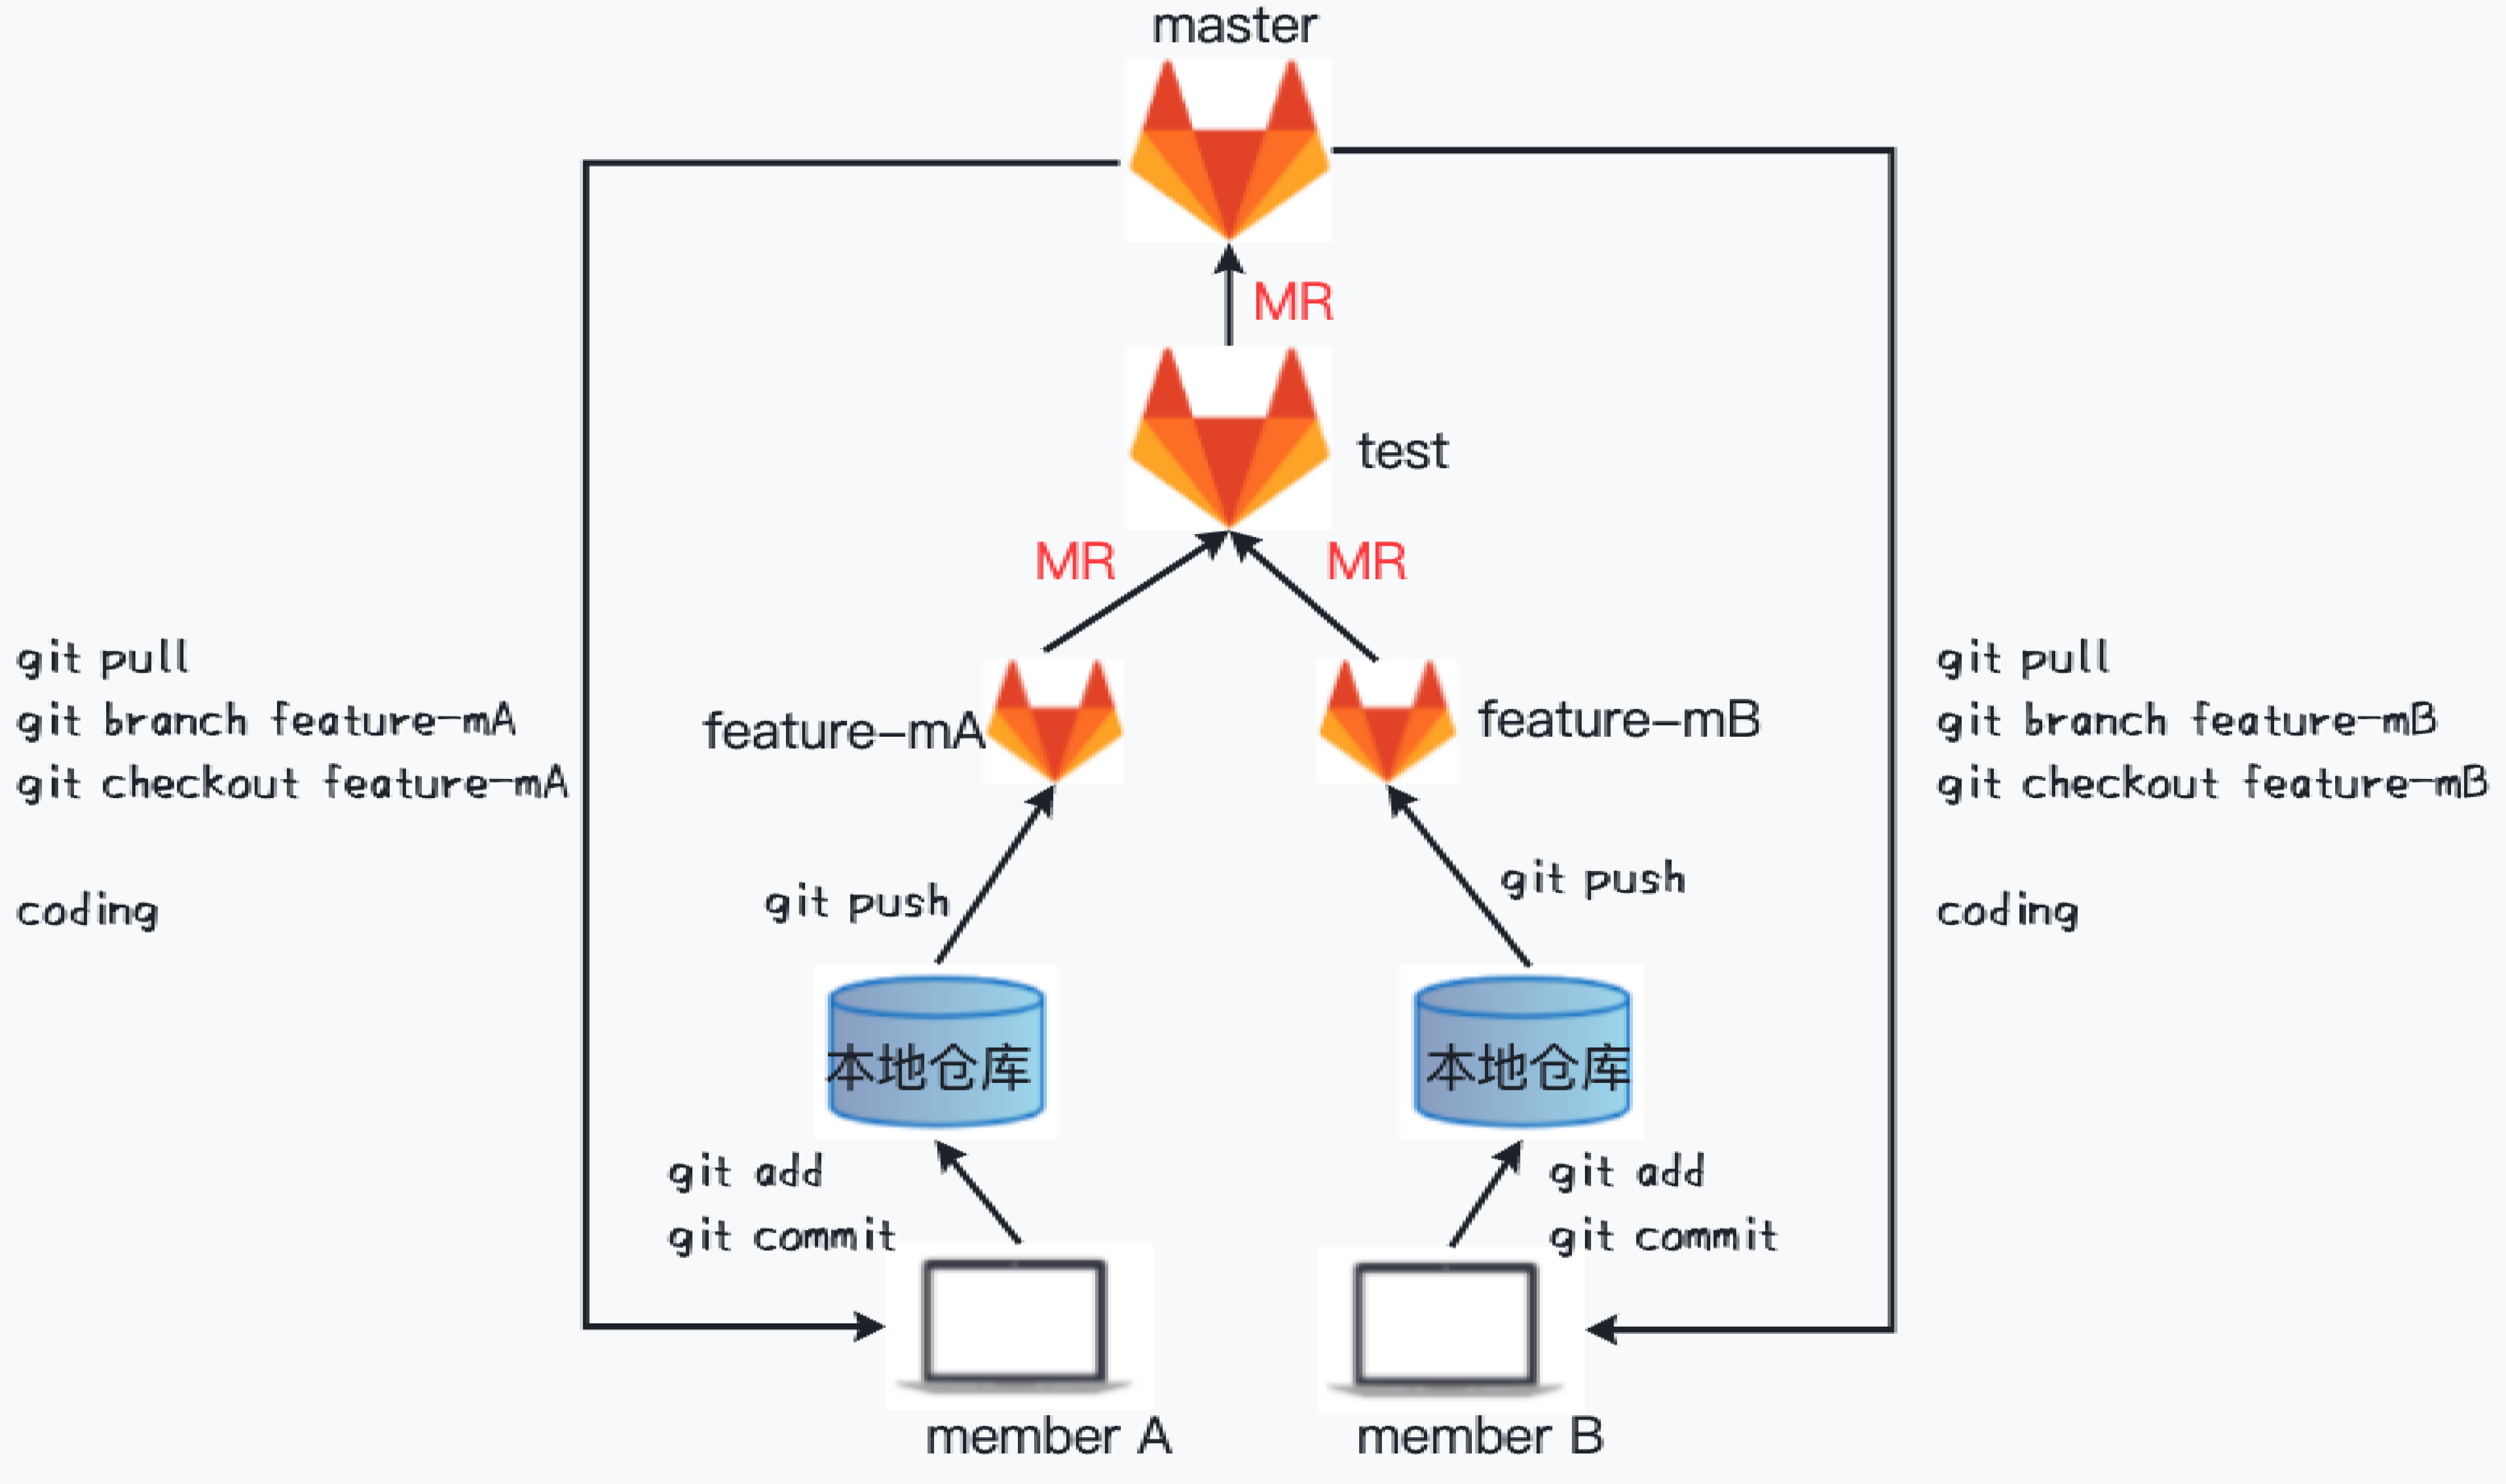 master
MR
test
MR
MR
git pull
git branch feature-mA
git checkout feature-mA
coding
feature-mA
feature-mB
git pull
git branch feature-mB
git checkout feature-mB
coding
git push
git push
本地仓库
本地仓库
git add
git commit
git add
git commit
member A
member B